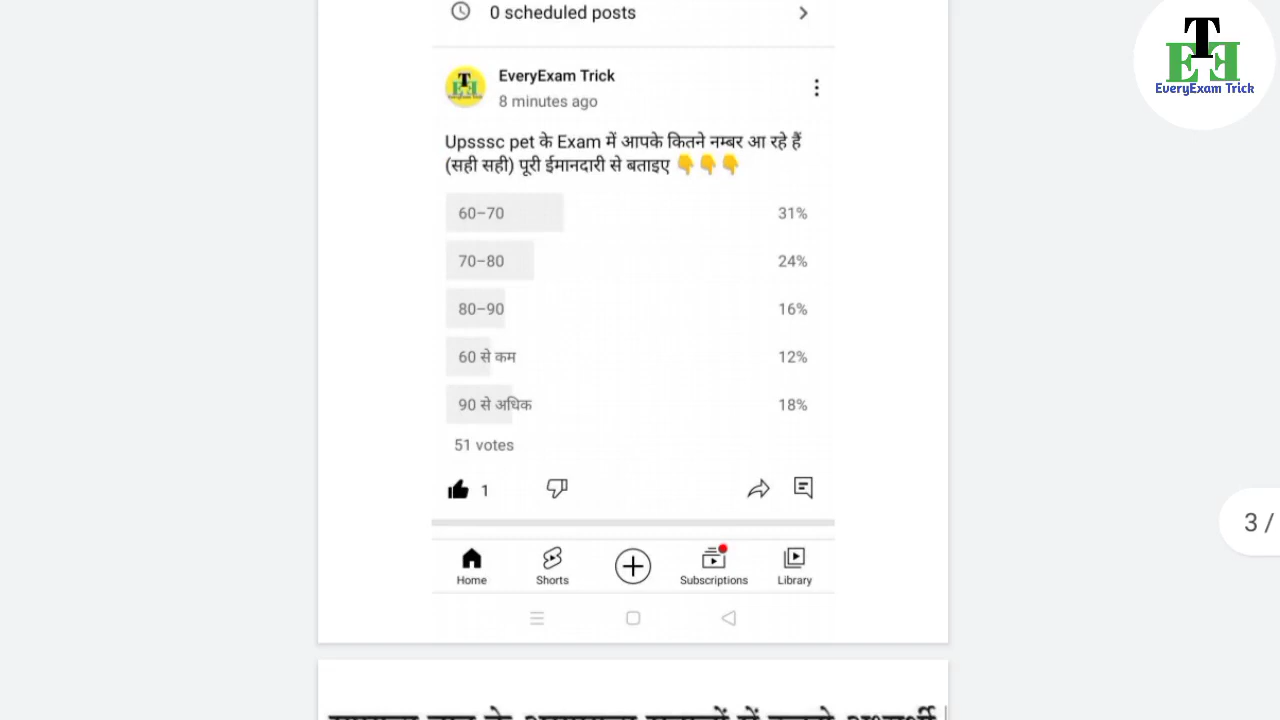 0 scheduled posts
EveryExam Trick
8 minutes ago
Upsssc pet के Exam में आपके कितने नम्बर आ रहे हैं
(सही सही) पूरी ईमानदारी से बताइए 👇👇👇
60–70 31%
70–80 24%
80–90 16%
60 से कम 12%
90 से अधिक 18%
51 votes
1
Home Shorts Subscriptions Library
TEE
EveryExam Trick
3 /